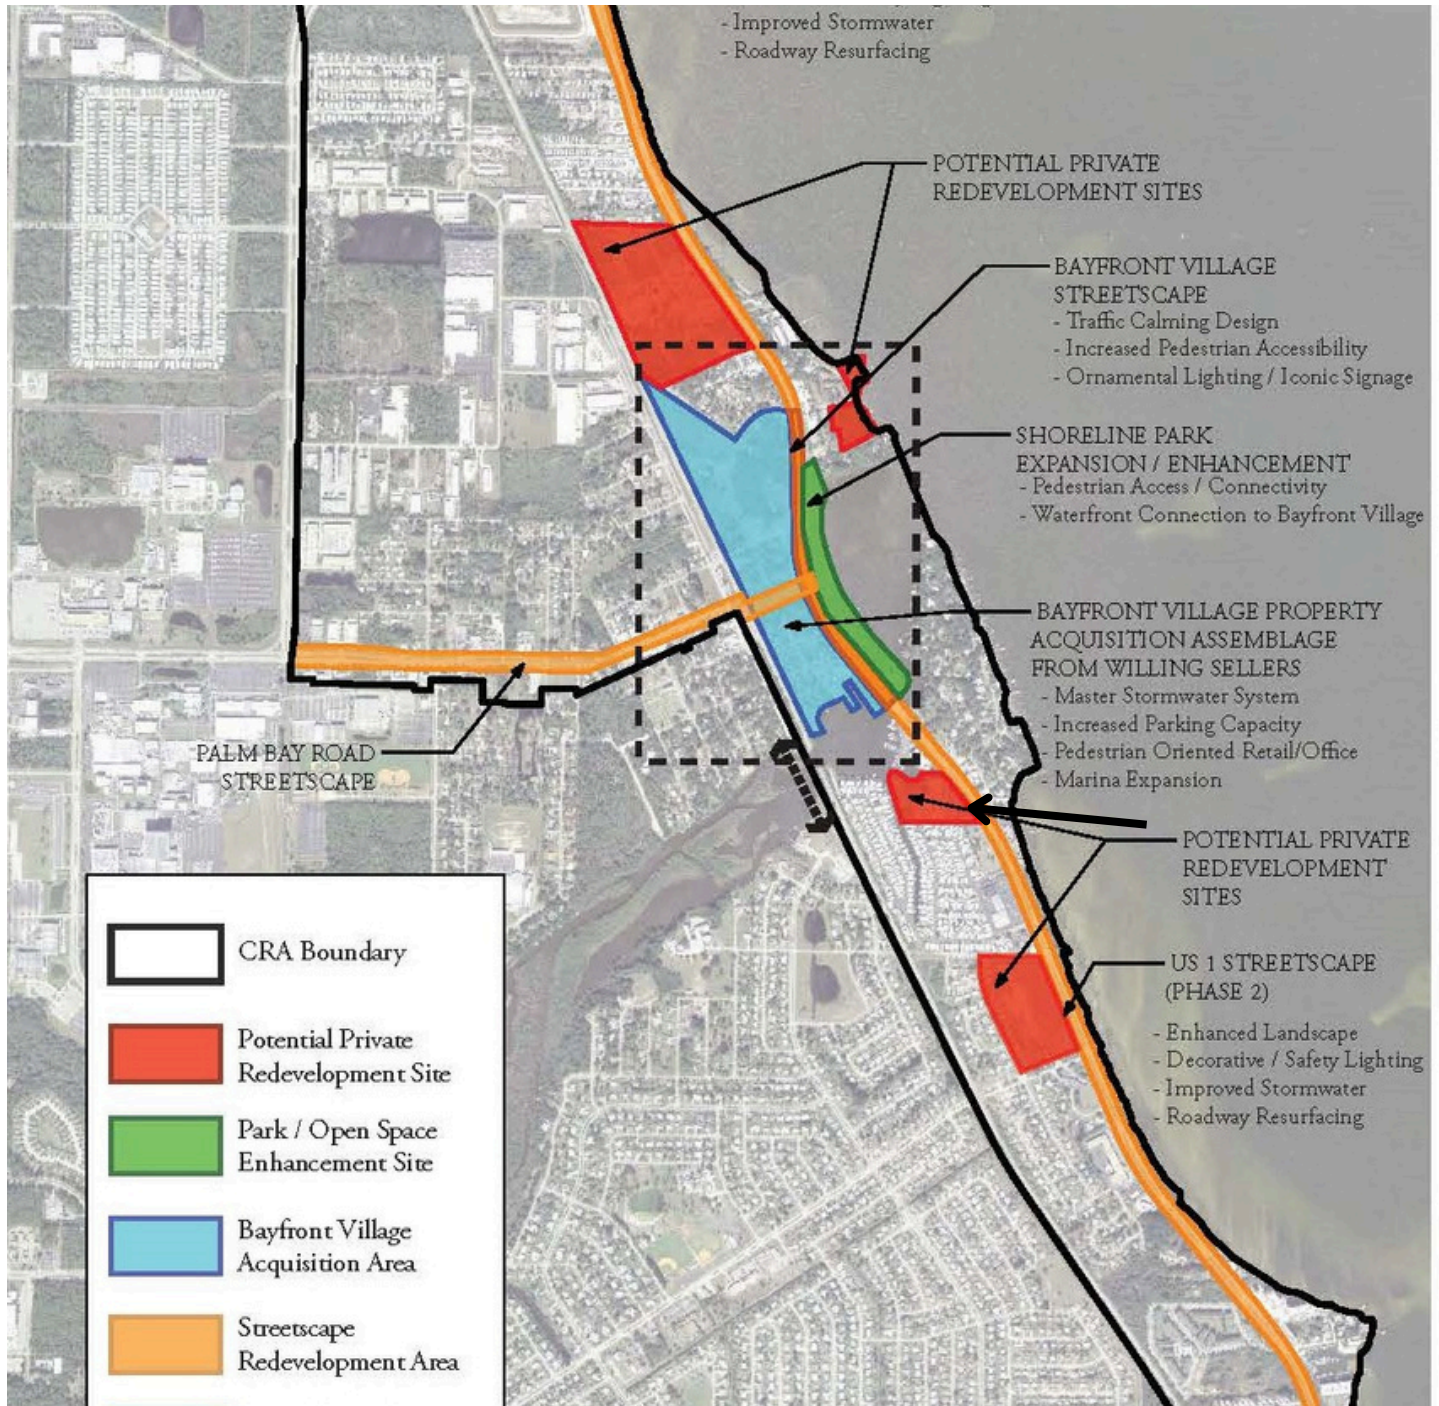 - Improved Stormwater
- Roadway Resurfacing
POTENTIAL PRIVATE
REDEVELOPMENT SITES
BAYFRONT VILLAGE
STREETSCAPE
- Traffic Calming Design
- Increased Pedestrian Accessibility
- Ornamental Lighting / Iconic Signage
SHORELINE PARK
EXPANSION / ENHANCEMENT
- Pedestrian Access / Connectivity
- Waterfront Connection to Bayfront Village
BAYFRONT VILLAGE PROPERTY
ACQUISITION ASSEMBLAGE
FROM WILLING SELLERS
- Master Stormwater System
- Increased Parking Capacity
- Pedestrian Oriented Retail/Office
- Marina Expansion
PALM BAY ROAD
STREETSCAPE
POTENTIAL PRIVATE
REDEVELOPMENT
SITES
US 1 STREETSCAPE
(PHASE 2)
- Enhanced Landscape
- Decorative / Safety Lighting
- Improved Stormwater
- Roadway Resurfacing
CRA Boundary
Potential Private
Redevelopment Site
Park / Open Space
Enhancement Site
Bayfront Village
Acquisition Area
Streetscape
Redevelopment Area